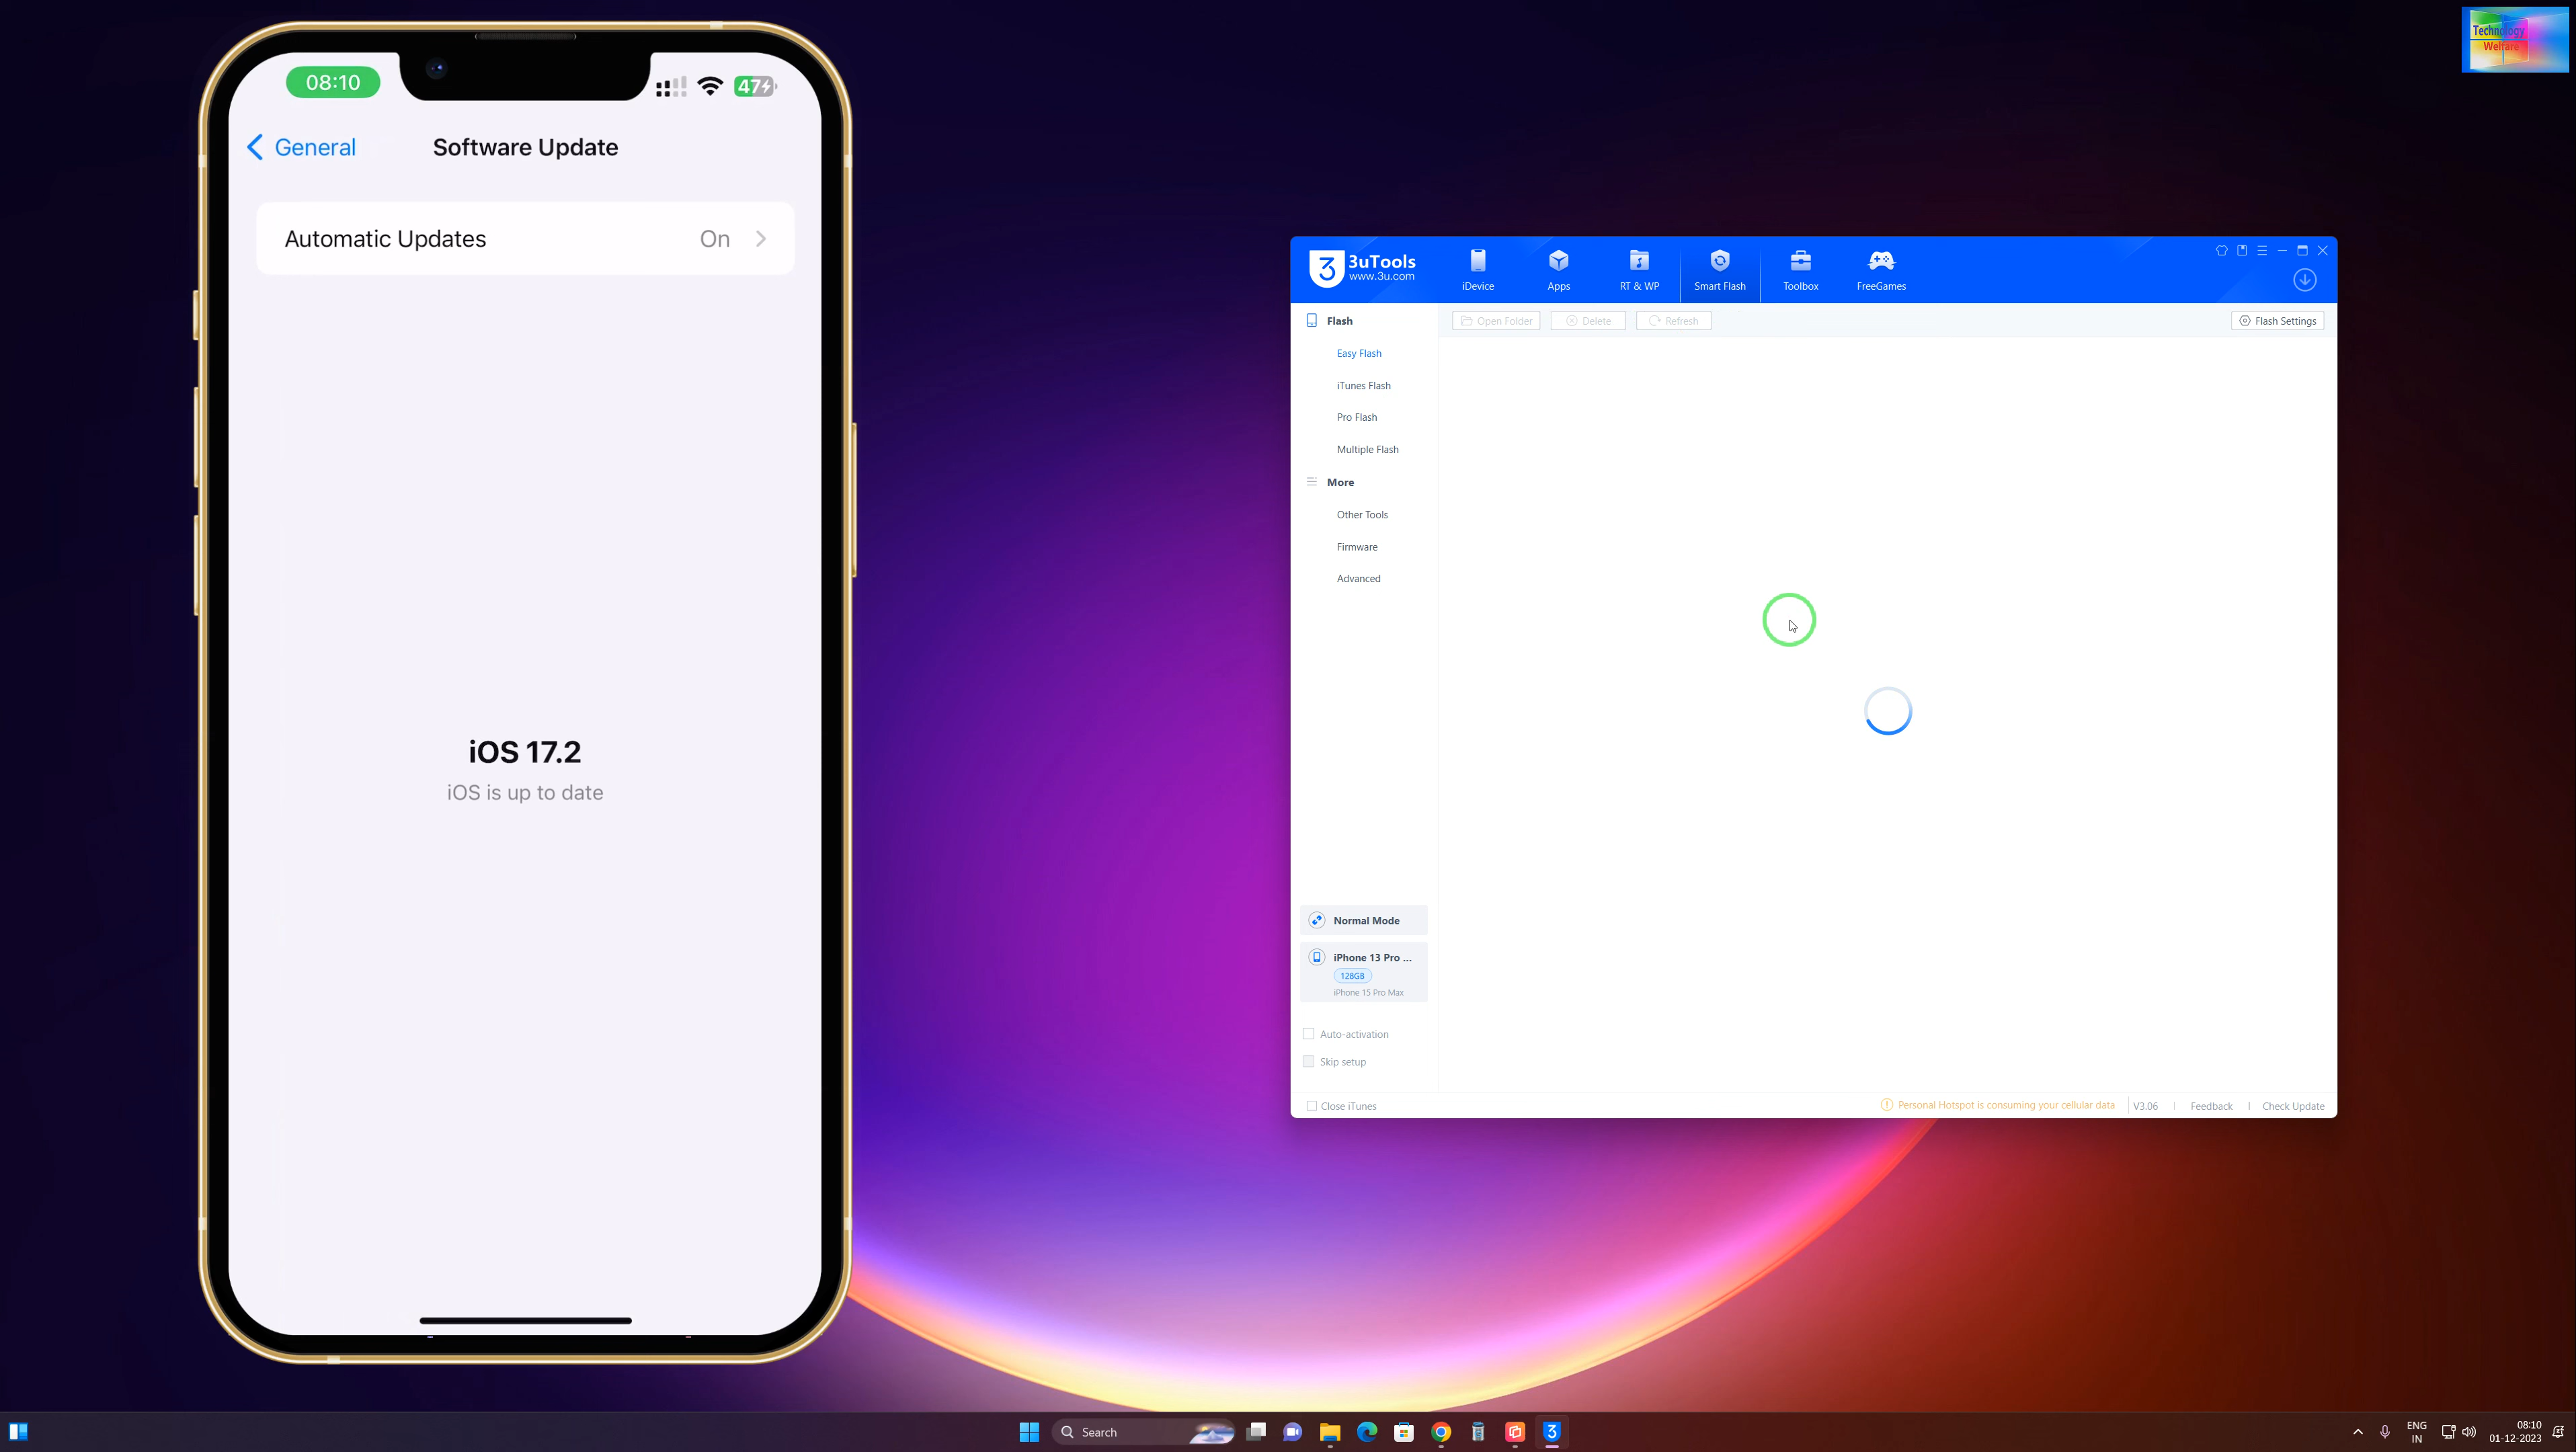 Technology
Welfare
08:10
47
General
Software Update
Automatic Updates
On
iOS 17.2
iOS is up to date
3
3uTools
www.3u.com
iDevice
Apps
RT & WP
Smart Flash
Toolbox
FreeGames
Flash
Open Folder
Delete
Refresh
Flash Settings
Easy Flash
iTunes Flash
Pro Flash
Multiple Flash
More
Other Tools
Firmware
Advanced
Normal Mode
iPhone 13 Pro ...
128GB
iPhone 15 Pro Max
Auto-activation
Skip setup
Close iTunes
Personal Hotspot is consuming your cellular data
V3.06
Feedback
Check Update
Search
3
ENG
IN
08:10
01-12-2023